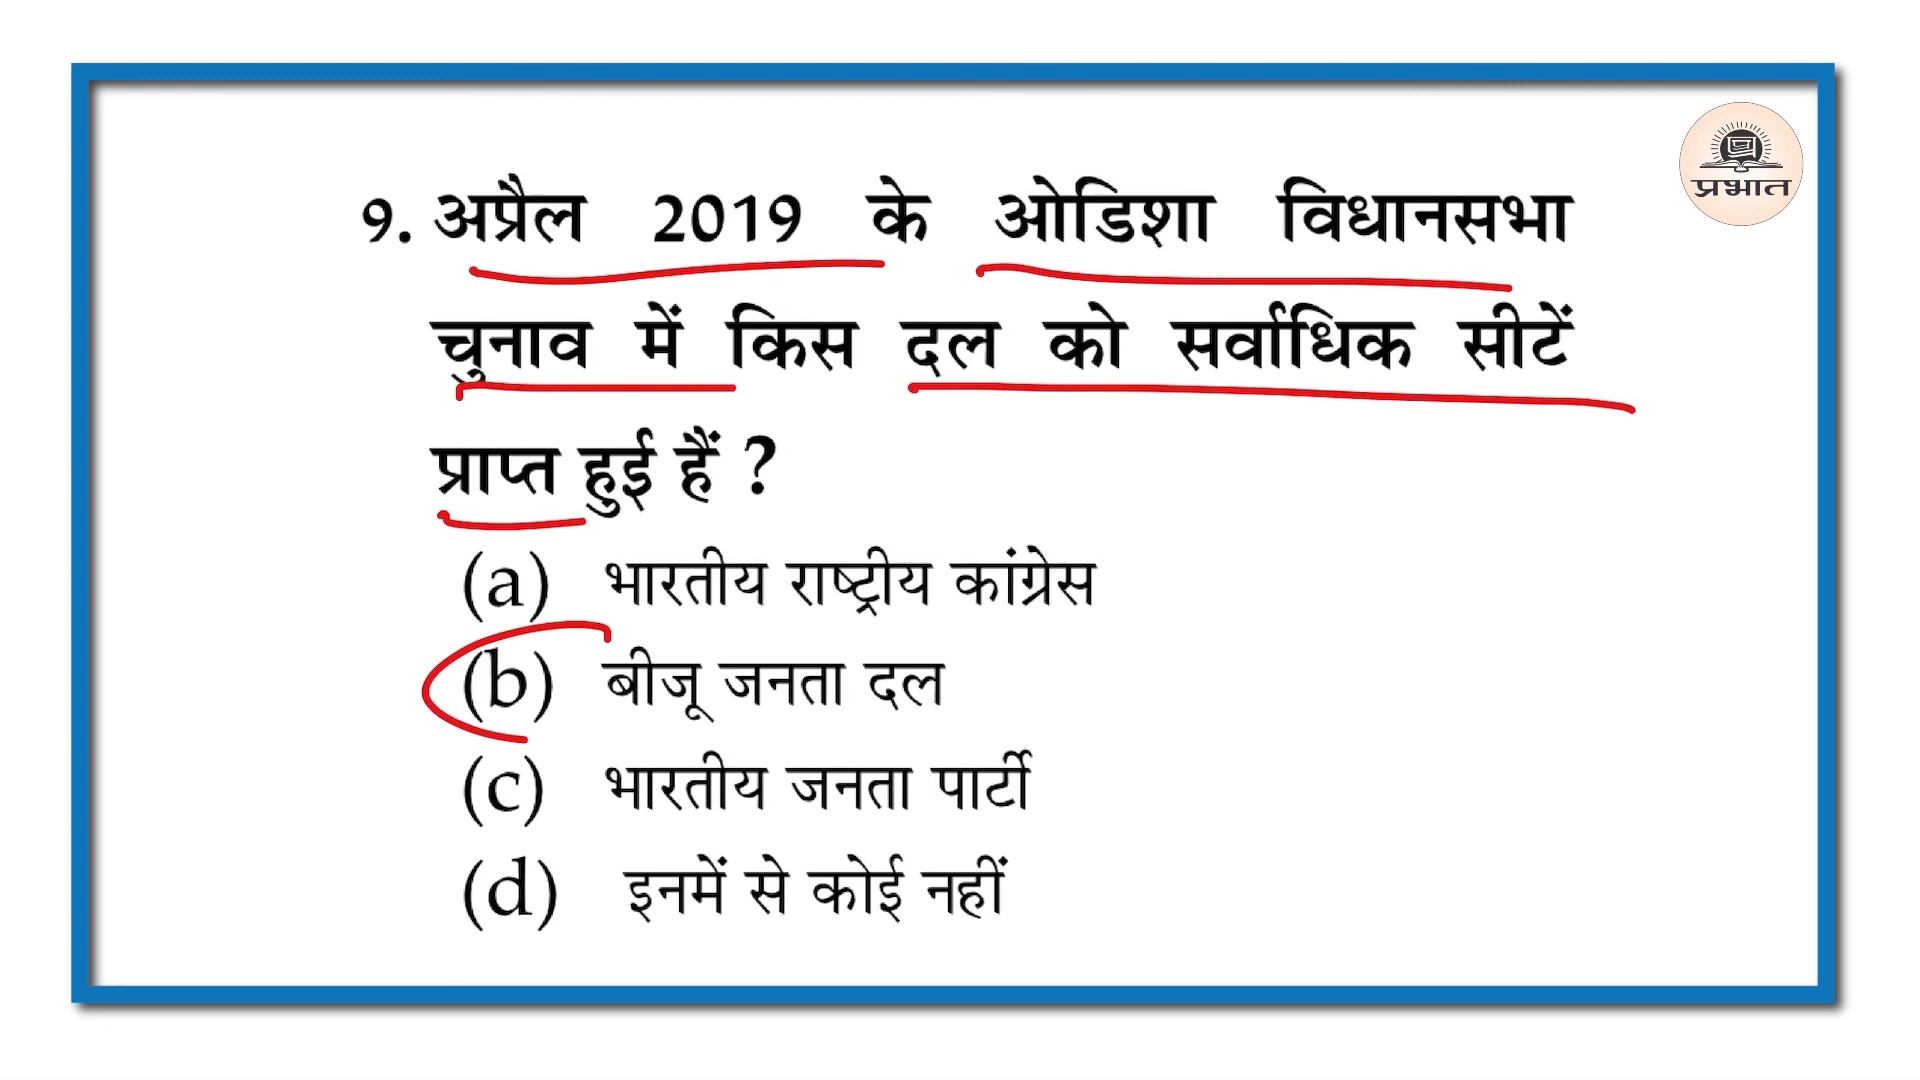 प्रभात
9. अप्रैल 2019 के ओडिशा विधानसभा
चुनाव में किस दल को सर्वाधिक सीटें
प्राप्त हुई हैं ?
(a) भारतीय राष्ट्रीय कांग्रेस
(b) बीजू जनता दल
(c) भारतीय जनता पार्टी
(d) इनमें से कोई नहीं